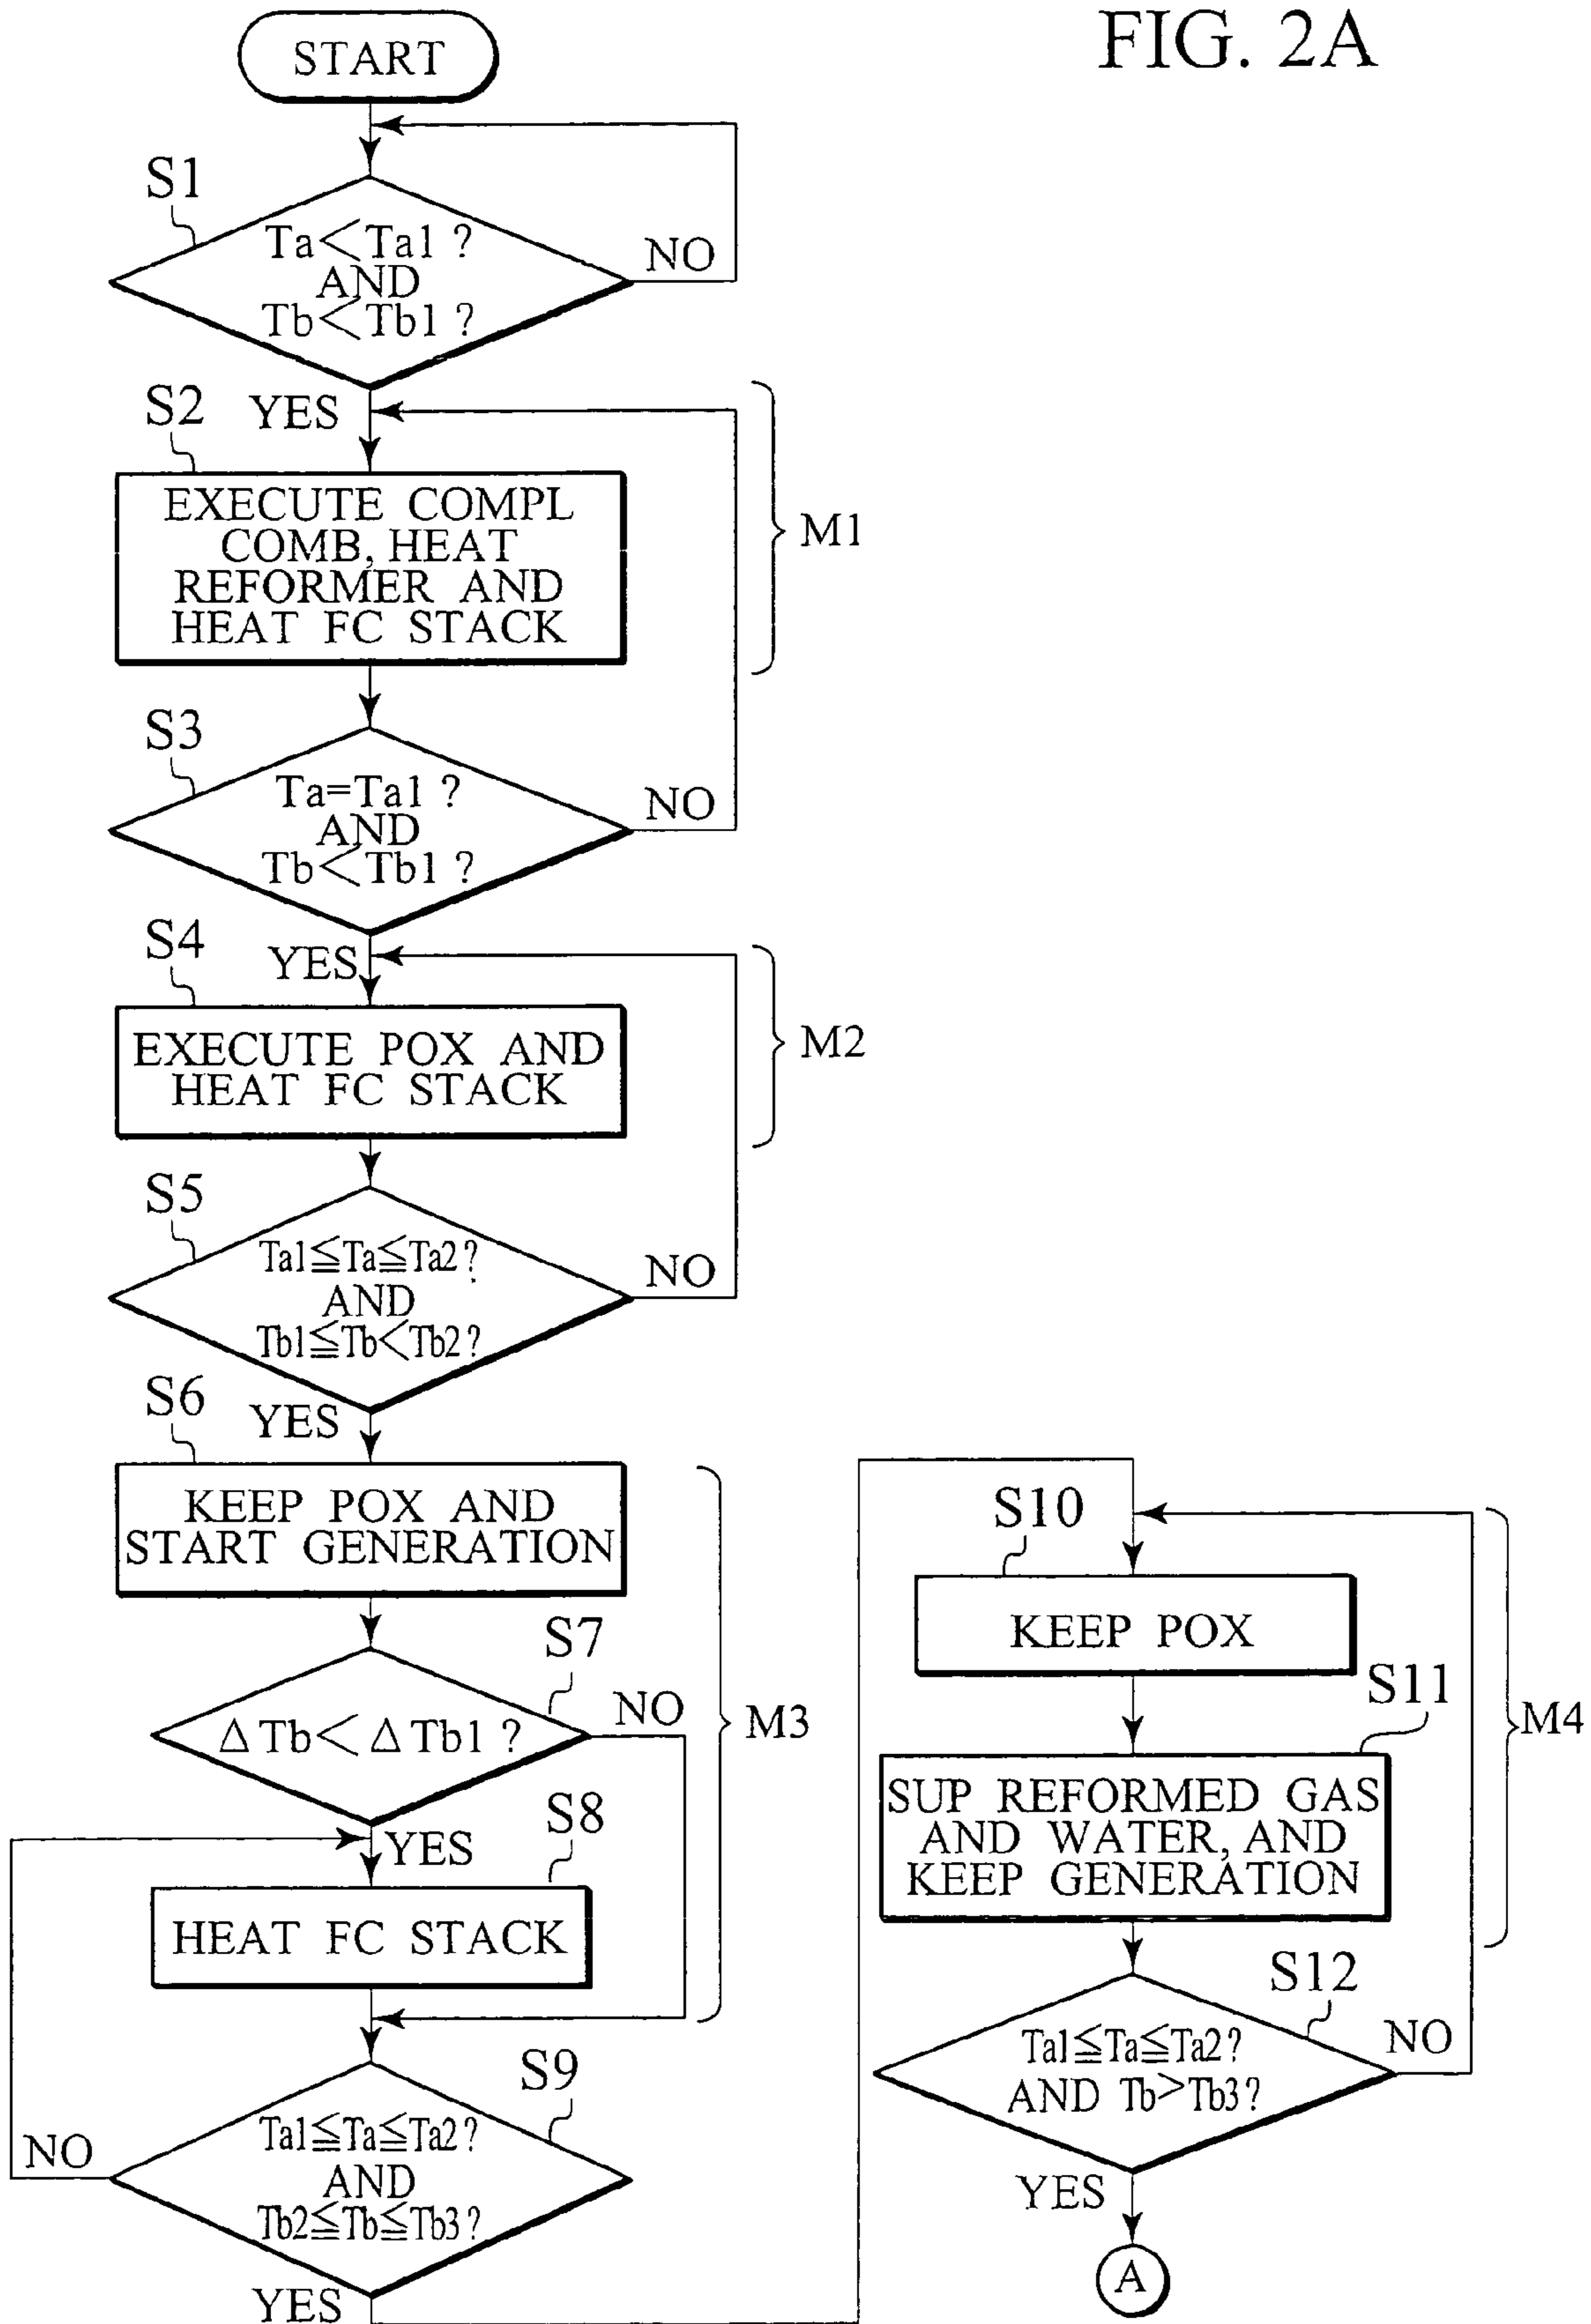 FIG. 2A
START
S1
Ta<Ta1 ?
AND
Tb<Tb1 ?
NO
YES
S2
EXECUTE COMPL
COMB, HEAT
REFORMER AND
HEAT FC STACK
M1
S3
Ta=Ta1 ?
AND
Tb<Tb1 ?
NO
YES
S4
EXECUTE POX AND
HEAT FC STACK
M2
S5
Ta1≦Ta≦Ta2?
AND
Tb1≦Tb<Tb2?
NO
YES
S6
KEEP POX AND
START GENERATION
S7
Δ Tb< Δ Tb1 ?
NO
M3
YES
S8
HEAT FC STACK
S9
Ta1≦Ta≦Ta2?
AND
Tb2≦Tb≦Tb3?
NO
YES
S10
KEEP POX
S11
SUP REFORMED GAS
AND WATER, AND
KEEP GENERATION
M4
S12
Ta1≦Ta≦Ta2?
AND Tb>Tb3?
NO
YES
A